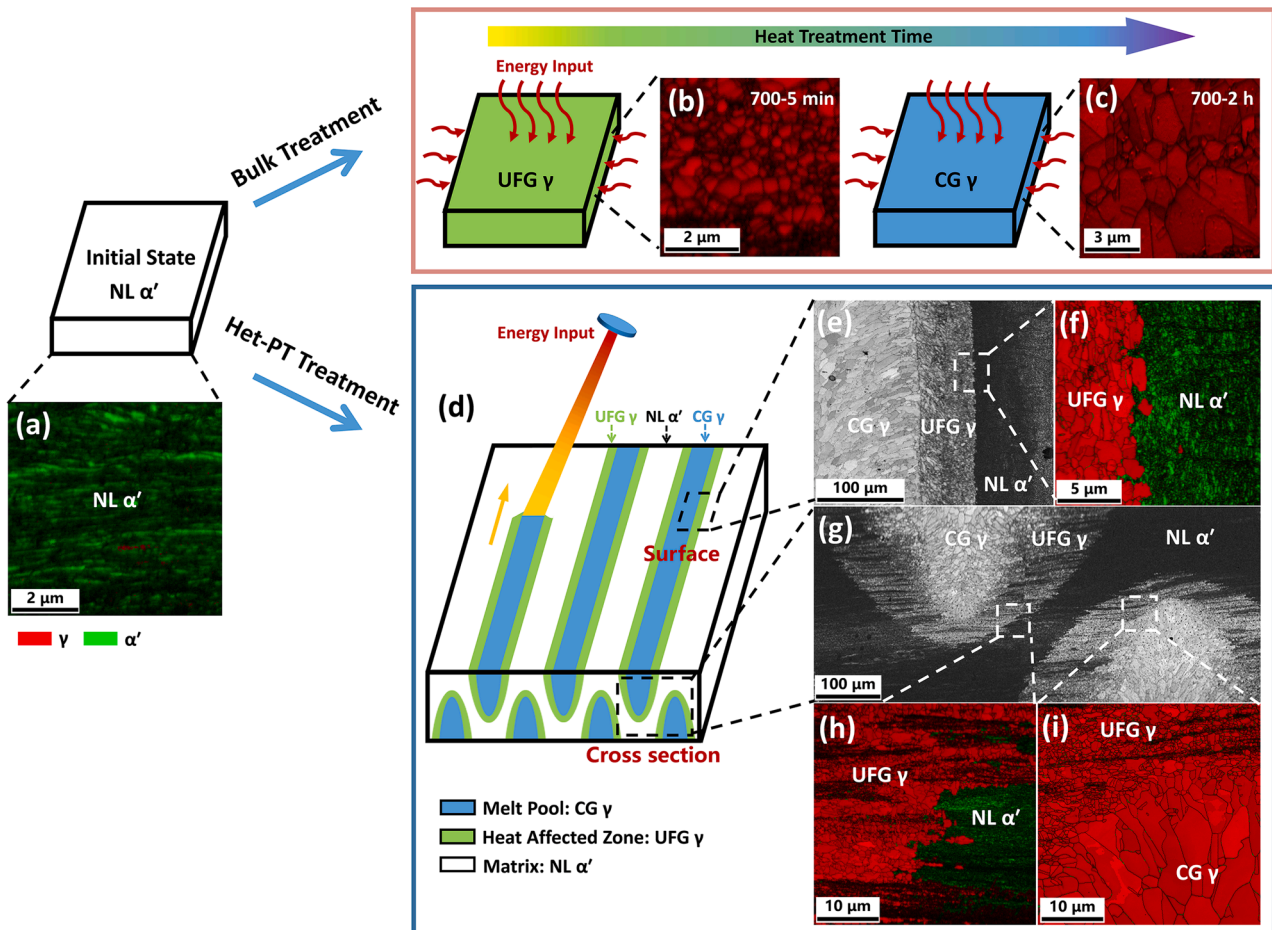 Bulk Treatment
Het-PT Treatment
Initial State
NL α’
(a)
NL α’
2 μm
γ
α’
Heat Treatment Time
Energy Input
UFG γ
(b)
700-5 min
2 μm
CG γ
(c)
700-2 h
3 μm
(d)
Energy Input
UFG γ
NL α’
CG γ
Surface
Cross section
Melt Pool: CG γ
Heat Affected Zone: UFG γ
Matrix: NL α’
(e)
CG γ
UFG γ
NL α’
100 μm
(f)
UFG γ
NL α’
5 μm
(g)
CG γ
UFG γ
NL α’
100 μm
(h)
UFG γ
NL α’
10 μm
(i)
UFG γ
CG γ
10 μm